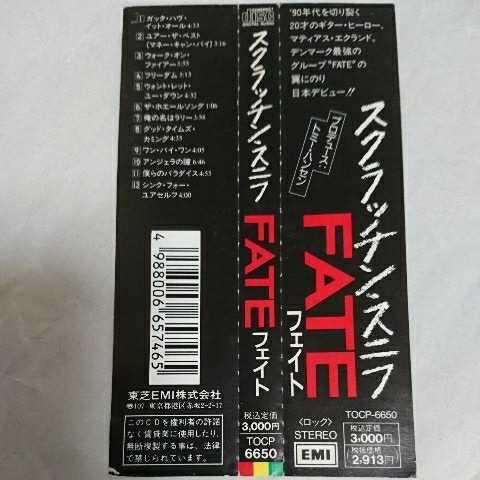 '90年代を切り裂く
20才のギター・ヒーロー、
マティアス・エクランド。
デンマーク最強の
グループ"FATE"の
翼にのり
日本デビュー!!
プロデュース:
トミー・ハンセン
スクラッチン・スニフ
FATE
フェイト
TOCP-6650
〈ロック〉
STEREO
EMI
税込定価
3,000円
(税抜価格)
2,913円
スクラッチン・スニフ
FATE
フェイト
税込定価
3,000円
TOCP
6650
1 ガッタ・ハヴ・
イット・オール 4:33
2 ユアー・ザ・ベスト
(マネー・キャン・バイ) 3:16
3 ウォーク・オン・
ファイアー 3:55
4 フリーダム 5:13
5 ウォント・レット・
ユー・ダウン 4:32
6 ザ・ホエールソング 1:06
7 俺の名はラリー 3:58
8 グッド・タイムズ・
カミング 4:33
9 ワン・バイ・ワン 4:05
10 アンジェラの瞳 6:46
11 僕らのパラダイス 4:53
12 シンク・フォー・
ユアセルフ 4:00
4 988006 657465
東芝EMI株式会社
〒107 東京都港区赤坂2-2-17
このCDを権利者の許諾
なく賃貸業に使用したり、
無断複製する事は、法律
で禁じられています。